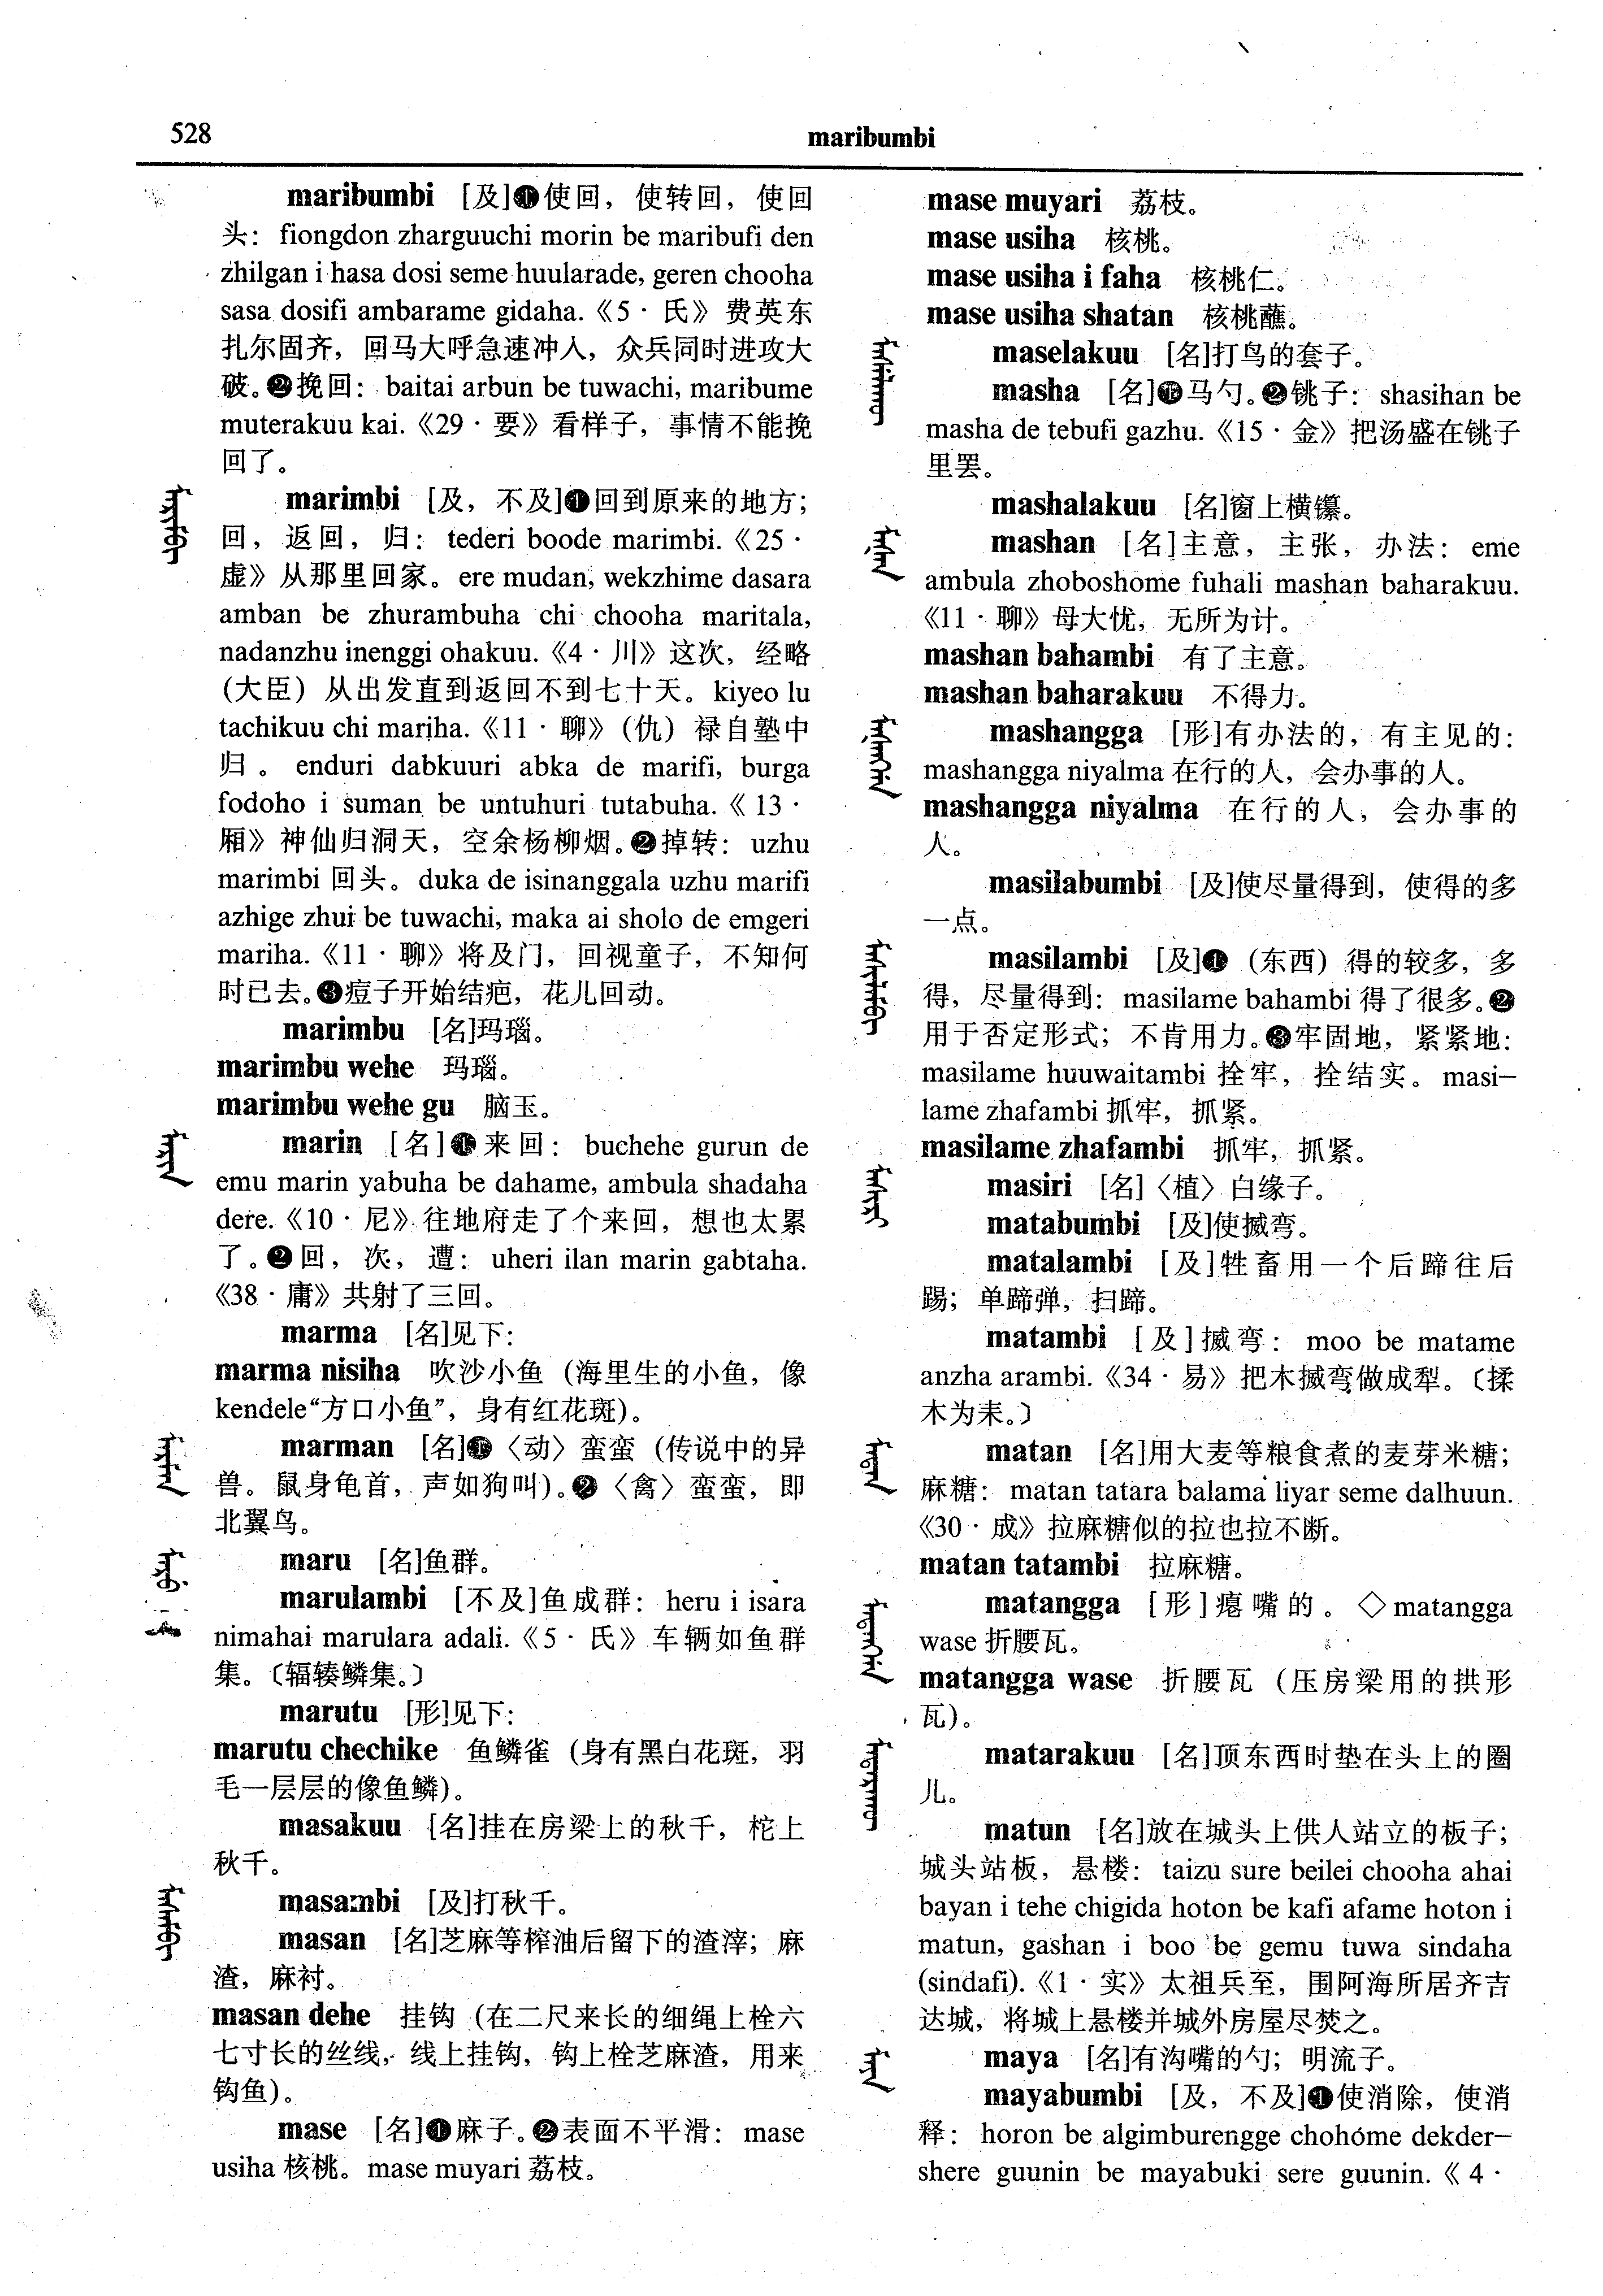 528
maribumbi
maribumbi [及]❶使回，使转回，使回
头：fiongdon zharguuchi morin be maribufi den
zhilgan i hasa dosi seme huularade, geren chooha
sasa dosifi ambarame gidaha.《5·氏》费英东
扎尔固齐，回马大呼急速冲人，众兵同时进攻大
破。❷挽回：baitai arbun be tuwachi, maribume
muterakuu kai.《29·要》看样子，事情不能挽
回了。
marimbi [及，不及]❶回到原来的地方；
回，返回，归：tederi boode marimbi.《25·
虚》从那里回家。ere mudan, wekzhime dasara
amban be zhurambuha chi chooha maritala,
nadanzhu inenggi ohakuu.《4·川》这次，经略
(大臣) 从出发直到返回不到七十天。kiyeo lu
tachikuu chi mariha.《11·聊》(仇) 禄自塾中
归。enduri dabkuuri abka de marifi, burga
fodoho i suman be untuhuri tutabuha.《13·
厢》神仙归洞天，空余杨柳烟。❷掉转：uzhu
marimbi 回头。duka de isinanggala uzhu marifi
azhige zhui be tuwachi, maka ai sholo de emgeri
mariha.《11·聊》将及门，回视童子，不知何
时已去。❸痘子开始结疤，花儿回动。
marimbu [名]玛瑙。
marimbu wehe 玛瑙。
marimbu wehe gu 脑玉。
marin [名]❶来回：buchehe gurun de
emu marin yabuha be dahame, ambula shadaha
dere.《10·尼》往地府走了个来回，想也太累
了。❷回，次，遭：uheri ilan marin gabtaha.
《38·庸》共射了三回。
marma [名]见下：
marma nisiha 吹沙小鱼 (海里生的小鱼，像
kendele“方口小鱼”，身有红花斑)。
marman [名]❶〈动〉蛮蛮 (传说中的异
兽。鼠身龟首，声如狗叫)。❷〈禽〉蛮蛮，即
北翼鸟。
maru [名]鱼群。
marulambi [不及]鱼成群：heru i isara
nimahai marulara adali.《5·氏》车辆如鱼群
集。〔辐辏鳞集。〕
marutu [形]见下：
marutu chechike 鱼鳞雀 (身有黑白花斑，羽
毛一层层的像鱼鳞)。
masakuu [名]挂在房梁上的秋千，柁上
秋千。
masambi [及]打秋千。
masan [名]芝麻等榨油后留下的渣滓；麻
渣，麻衬。
masan dehe 挂钩 (在二尺来长的细绳上栓六
七寸长的丝线，线上挂钩，钩上栓芝麻渣，用来
钩鱼)。
mase [名]❶麻子。❷表面不平滑：mase
usiha 核桃。mase muyari 荔枝。
mase muyari 荔枝。
mase usiha 核桃。
mase usiha i faha 核桃仁。
mase usiha shatan 核桃蘸。
maselakuu [名]打鸟的套子。
masha [名]❶马勺。❷铫子：shasihan be
masha de tebufi gazhu.《15·金》把汤盛在铫子
里罢。
mashalakuu [名]窗上横镙。
mashan [名]主意，主张，办法：eme
ambula zhoboshome fuhali mashan baharakuu.
《11·聊》母大忧，无所为计。
mashan bahambi 有了主意。
mashan baharakuu 不得力。
mashangga [形]有办法的，有主见的：
mashangga niyalma 在行的人，会办事的人。
mashangga niyalma 在行的人，会办事的
人。
masilabumbi [及]使尽量得到，使得的多
一点。
masilambi [及]❶ (东西) 得的较多，多
得，尽量得到：masilame bahambi 得了很多。❷
用于否定形式；不肯用力。❸牢固地，紧紧地：
masilame huuwaitambi 拴牢，拴结实。masi-
lame zhafambi 抓牢，抓紧。
masilame zhafambi 抓牢，抓紧。
masiri [名]〈植〉白缘子。
matabumbi [及]使搣弯。
matalambi [及]牲畜用一个后蹄往后
踢；单蹄弹，扫蹄。
matambi [及]搣弯：moo be matame
anzha arambi.《34·易》把木搣弯做成犁。〔揉
木为耒。〕
matan [名]用大麦等粮食煮的麦芽米糖；
麻糖：matan tatara balama liyar seme dalhuun.
《30·成》拉麻糖似的拉也拉不断。
matan tatambi 拉麻糖。
matangga [形]瘪嘴的。◇matangga
wase 折腰瓦。
matangga wase 折腰瓦 (压房梁用的拱形
瓦)。
matarakuu [名]顶东西时垫在头上的圈
儿。
matun [名]放在城头上供人站立的板子；
城头站板，悬楼：taizu sure beilei chooha ahai
bayan i tehe chigida hoton be kafi afame hoton i
matun, gashan i boo be gemu tuwa sindaha
(sindafi).《1·实》太祖兵至，围阿海所居齐吉
达城，将城上悬楼并城外房屋尽焚之。
maya [名]有沟嘴的勺；明流子。
mayabumbi [及，不及]❶使消除，使消
释：horon be algimburengge chohome dekder-
shere guunin be mayabuki sere guunin.《4·